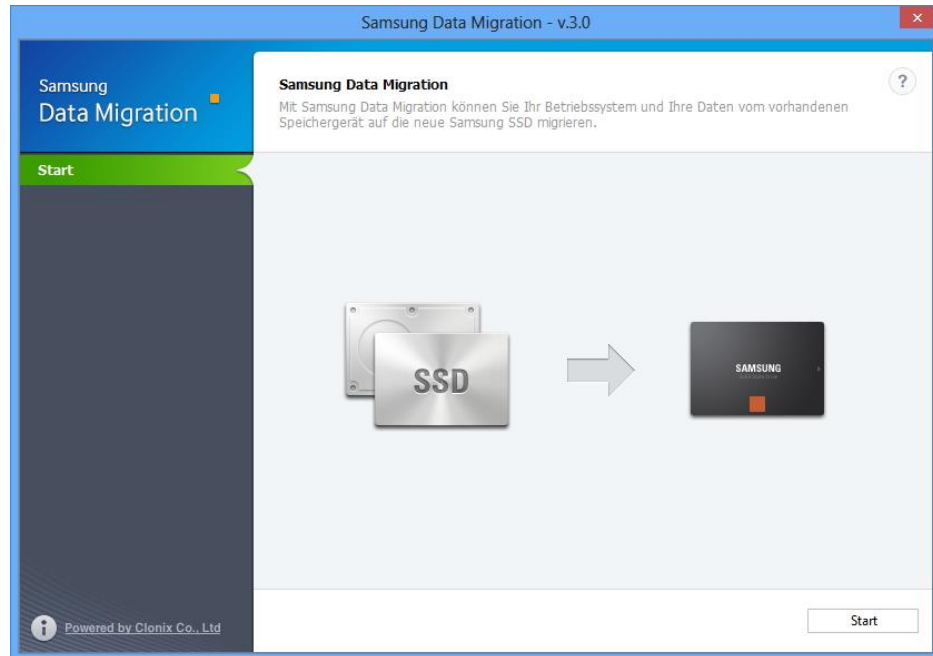 Samsung Data Migration - v.3.0
Samsung
Data Migration
Samsung Data Migration
Mit Samsung Data Migration können Sie Ihr Betriebssystem und Ihre Daten vom vorhandenen
Speichergerät auf die neue Samsung SSD migrieren.
?
Start
SSD
SAMSUNG
Powered by Clonix Co., Ltd
Start